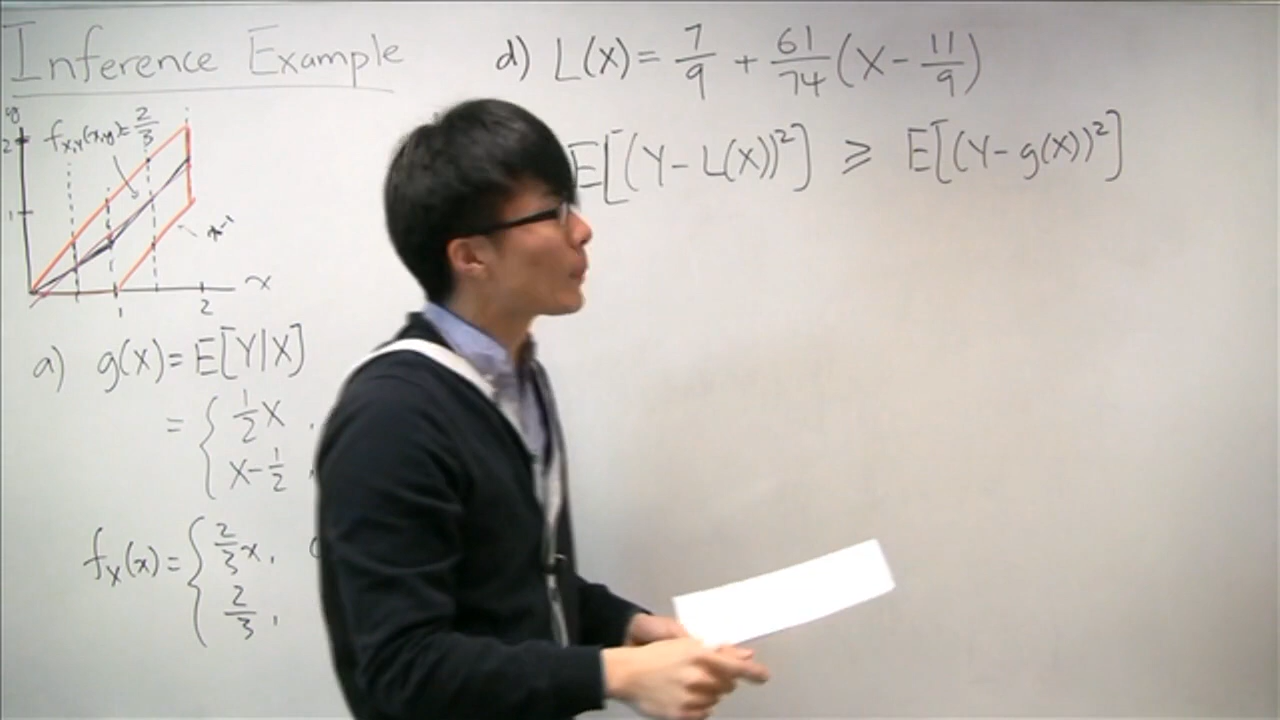 Inference Example
y
2
f_{X,Y}(x,y)=2/3
1
x-1
x
1
2
a) g(X)=E[Y|X]
= { 1/2 X ,
X-1/2 ,
f_X(x)= { 2/3 x,
2/3 ,
d) L(X)= 7/9 + 61/74 (X- 11/9)
E[(Y-L(X))²] ≥ E[(Y-g(X))²]